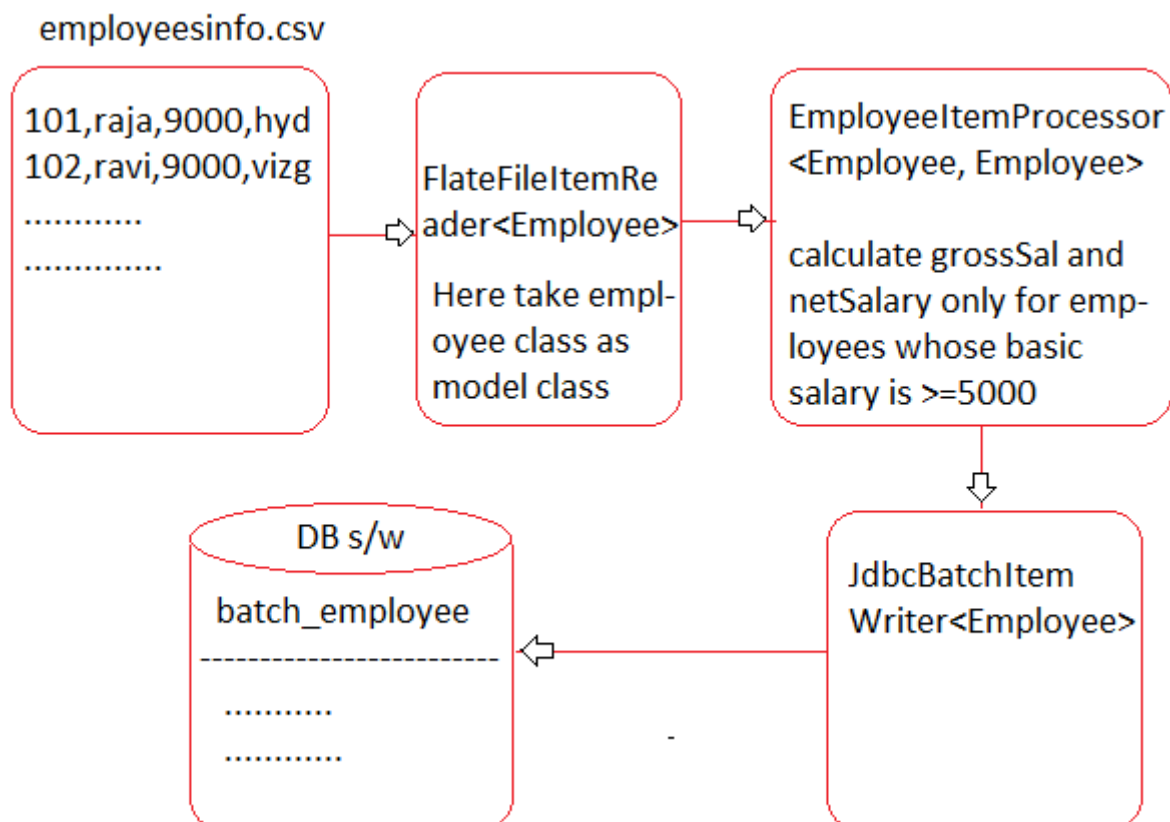 employeesinfo.csv
101,raja,9000,hyd
102,ravi,9000,vizg
............
..............
FlateFileItemRe
ader<Employee>
Here take empl-
oyee class as
model class
EmployeeItemProcessor
<Employee, Employee>
calculate grossSal and
netSalary only for emp-
loyees whose basic
salary is >=5000
JdbcBatchItem
Writer<Employee>
DB s/w
batch_employee
-------------------------
...........
............
-